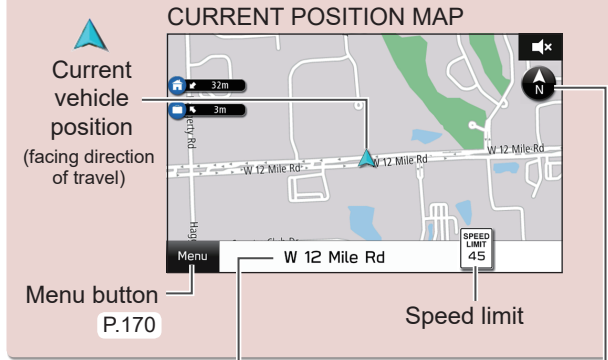 CURRENT POSITION MAP
Current
vehicle
position
(facing direction
of travel)
32m
3m
N
W 12 Mile Rd
W 12 Mile Rd
W 12 Mile Rd
SPEED
LIMIT
45
Menu
W 12 Mile Rd
Menu button
P.170
Speed limit